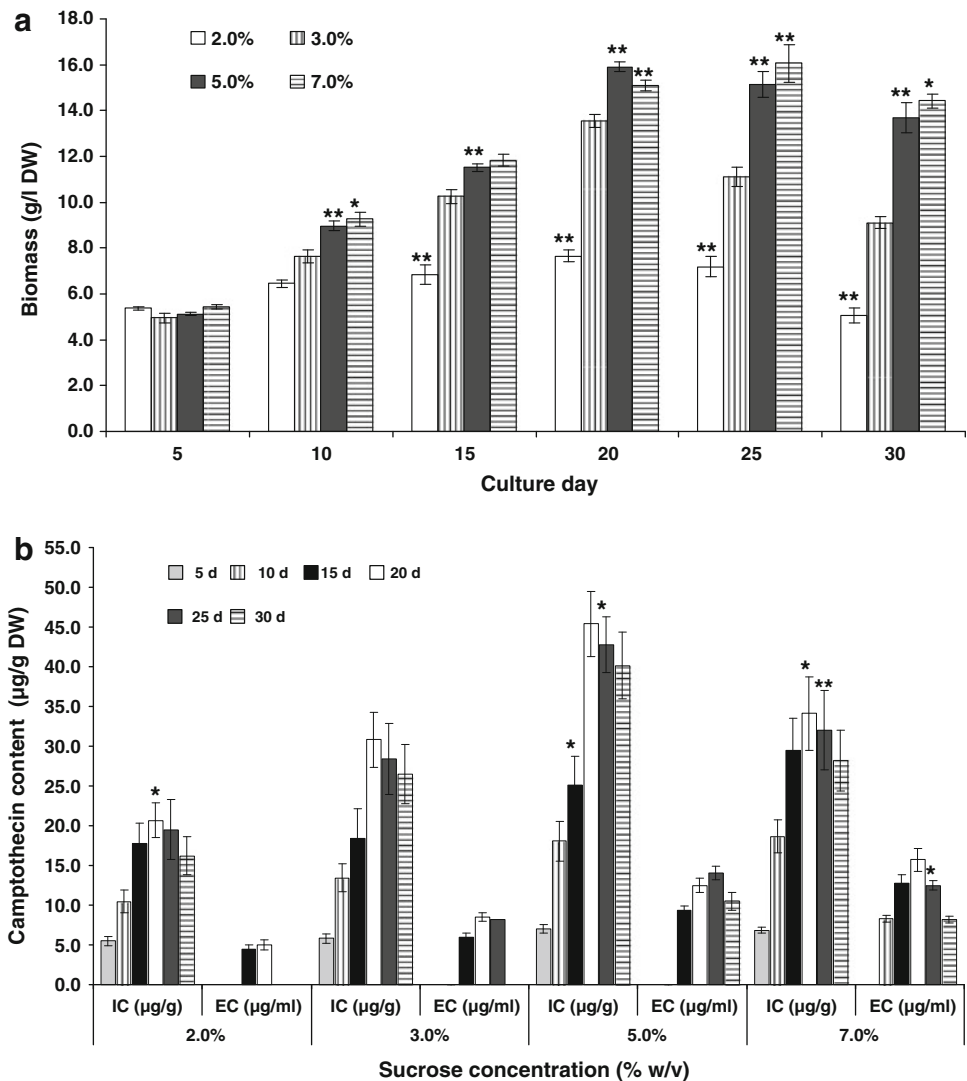 a
18.0
16.0
14.0
12.0
10.0
8.0
6.0
4.0
2.0
0.0
Biomass (g/l DW)
2.0% 3.0%
5.0% 7.0%
** *
** **
** ** **
** ** **
** ** *
5 10 15 20 25 30
Culture day
b
55.0
50.0
45.0
40.0
35.0
30.0
25.0
20.0
15.0
10.0
5.0
0.0
Camptothecin content (µg/g DW)
5 d 10 d 15 d 20 d
25 d 30 d
*
* *
* **
*
IC (µg/g) EC (µg/ml) IC (µg/g) EC (µg/ml) IC (µg/g) EC (µg/ml) IC (µg/g) EC (µg/ml)
2.0% 3.0% 5.0% 7.0%
Sucrose concentration (% w/v)